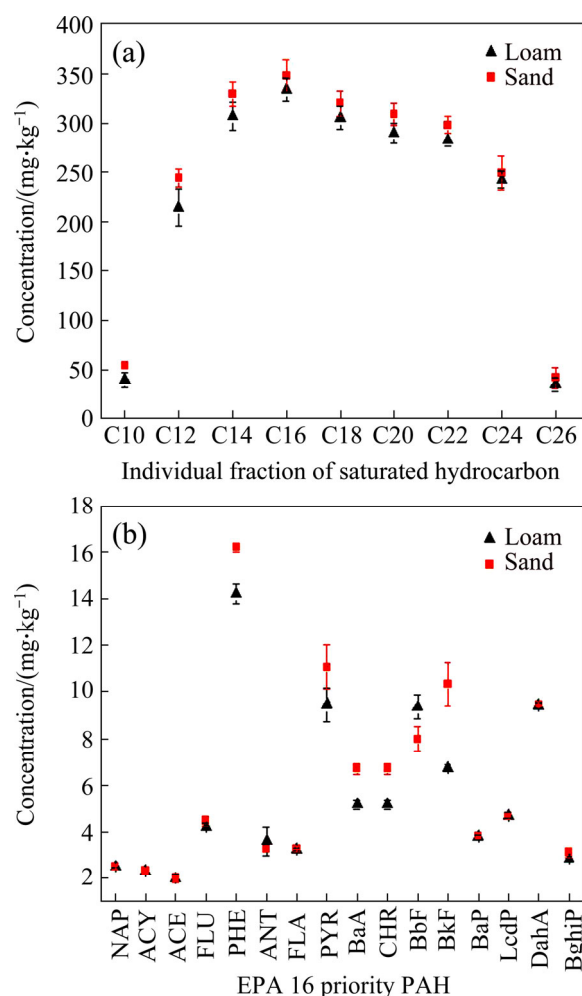 (a)
Loam
Sand
Concentration/(mg·kg⁻¹)
400
350
300
250
200
150
100
50
0
C10 C12 C14 C16 C18 C20 C22 C24 C26
Individual fraction of saturated hydrocarbon
(b)
Loam
Sand
Concentration/(mg·kg⁻¹)
18
16
14
12
10
8
6
4
2
NAP ACY ACE FLU PHE ANT FLA PYR BaA CHR BbF BkF BaP LcdP DahA BghiP
EPA 16 priority PAH